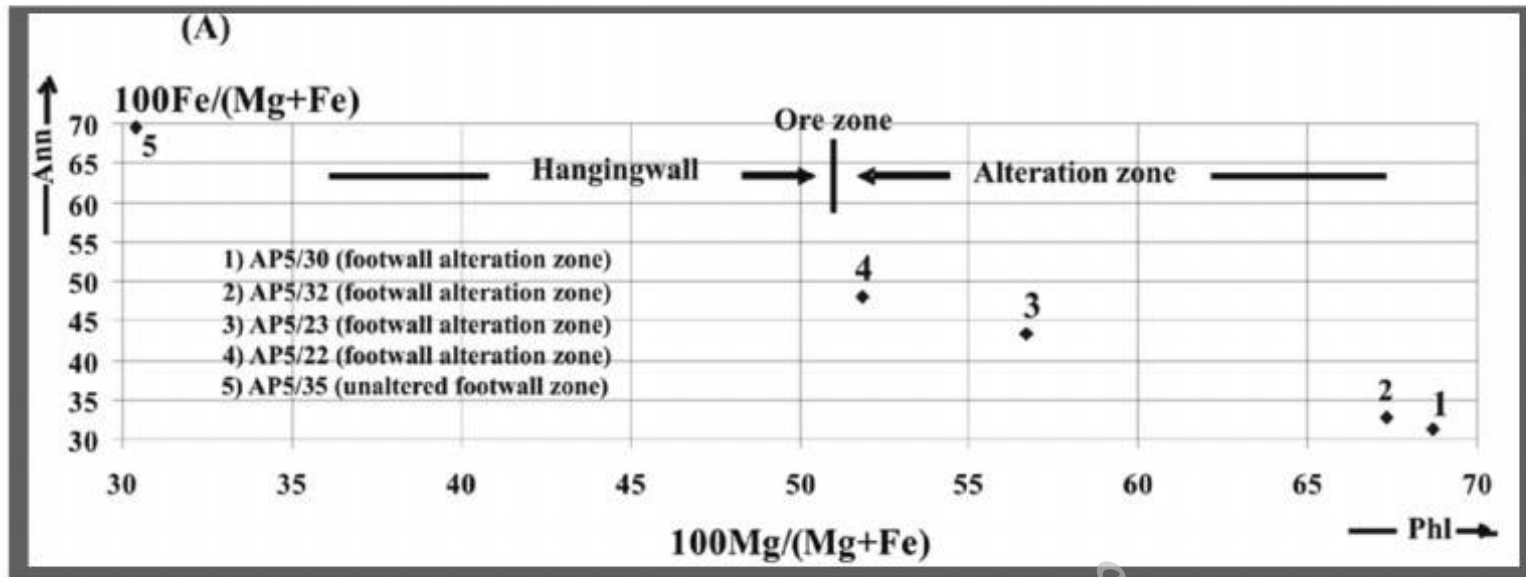 (A)
100Fe/(Mg+Fe)
Ann
70
65
60
55
50
45
40
35
30
5
Ore zone
Hangingwall
Alteration zone
1) AP5/30 (footwall alteration zone)
2) AP5/32 (footwall alteration zone)
3) AP5/23 (footwall alteration zone)
4) AP5/22 (footwall alteration zone)
5) AP5/35 (unaltered footwall zone)
4
3
2
1
30 35 40 45 50 55 60 65 70
100Mg/(Mg+Fe)
Phl